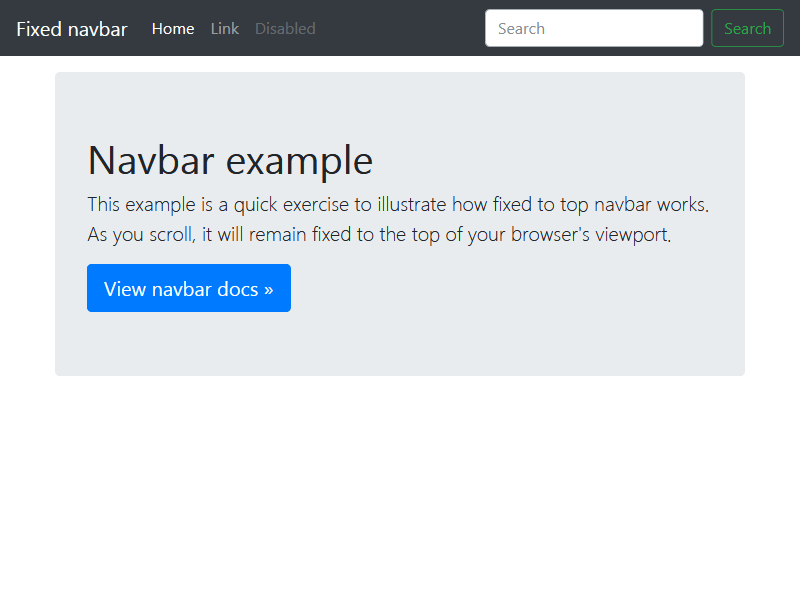 Fixed navbar Home Link Disabled Search Search
Navbar example
This example is a quick exercise to illustrate how fixed to top navbar works.
As you scroll, it will remain fixed to the top of your browser's viewport.
View navbar docs »